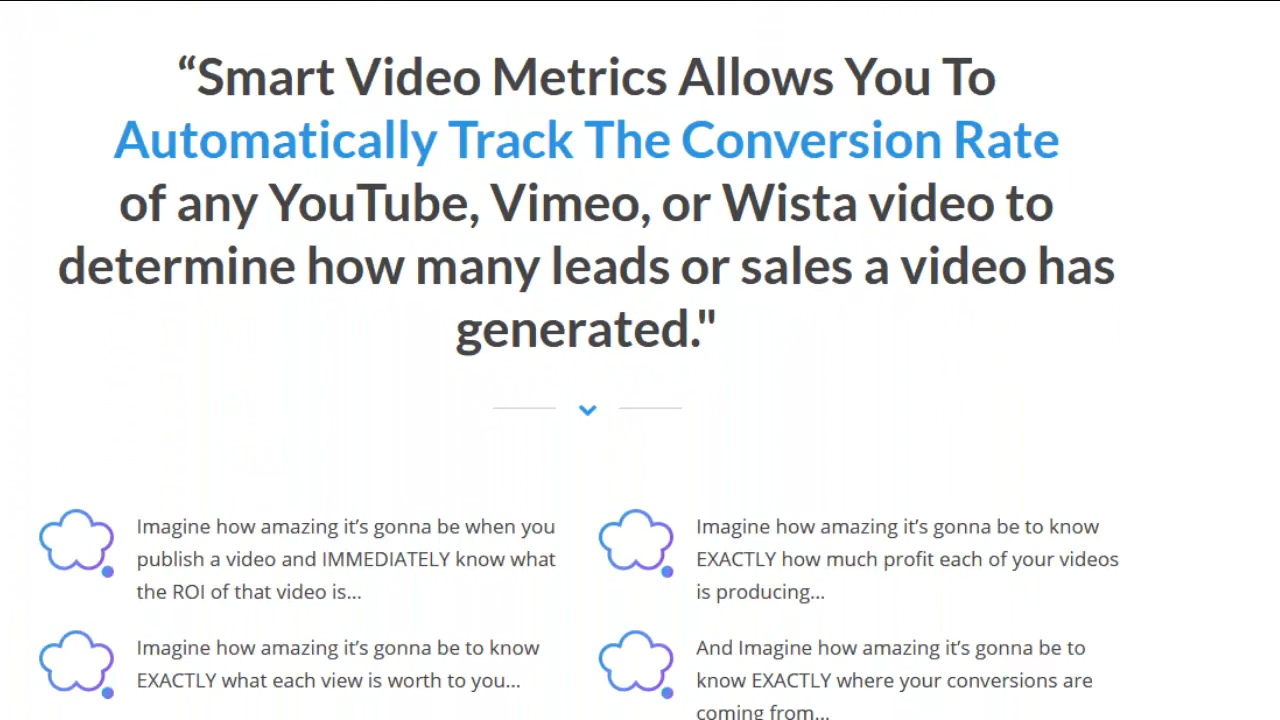 “Smart Video Metrics Allows You To
Automatically Track The Conversion Rate
of any YouTube, Vimeo, or Wista video to
determine how many leads or sales a video has
generated."
Imagine how amazing it’s gonna be when you
publish a video and IMMEDIATELY know what
the ROI of that video is...
Imagine how amazing it’s gonna be to know
EXACTLY how much profit each of your videos
is producing...
Imagine how amazing it’s gonna be to know
EXACTLY what each view is worth to you...
And Imagine how amazing it’s gonna be to
know EXACTLY where your conversions are
coming from...